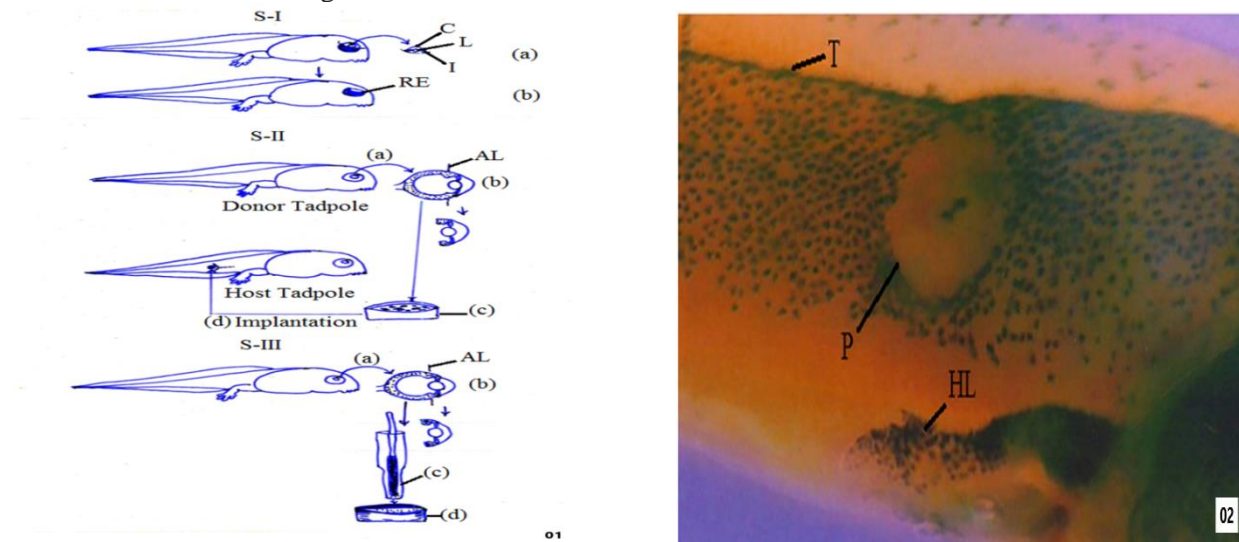 S-I
C
L
I
(a)
RE
(b)
S-II
(a)
AL
(b)
Donor Tadpole
Host Tadpole
(c)
(d) Implantation
S-III
(a)
AL
(b)
(c)
(d)
01
T
P
HL
02